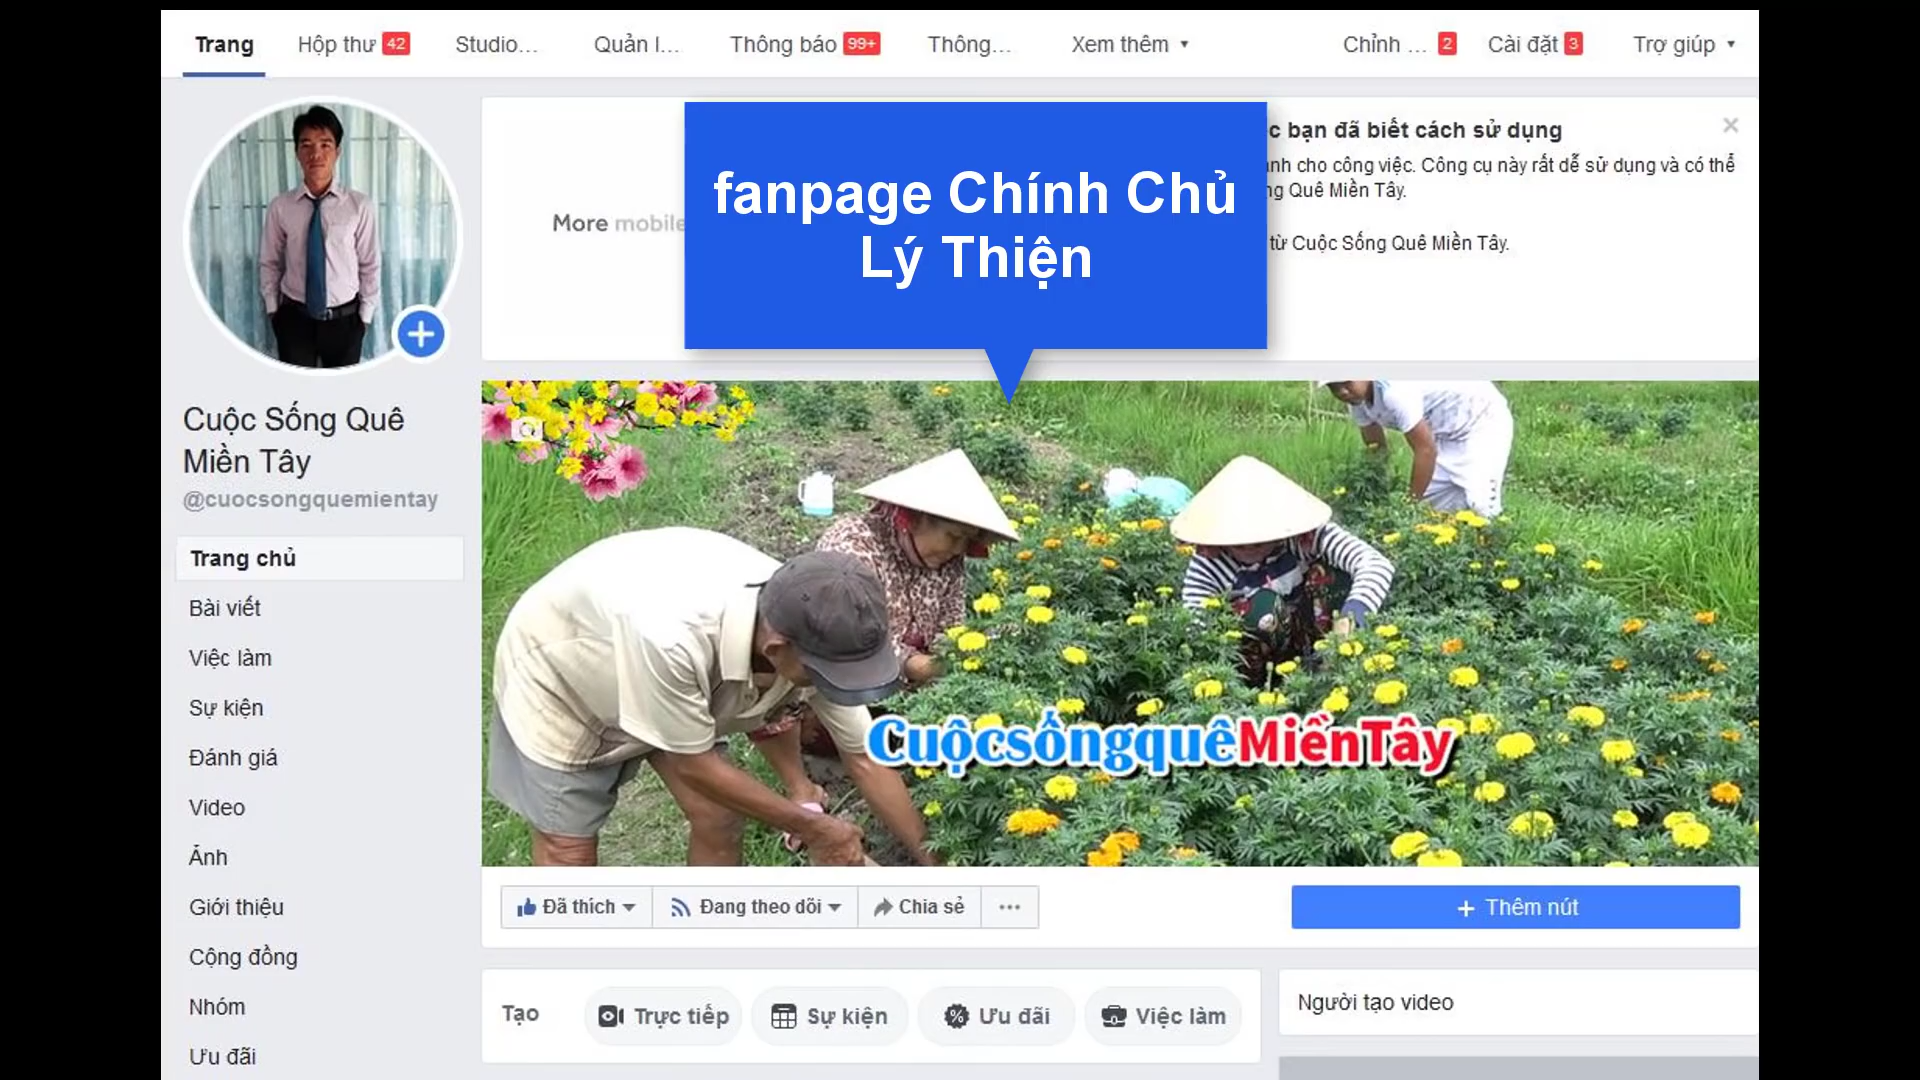 Trang
Hộp thư 42
Studio...
Quản l...
Thông báo 99+
Thông...
Xem thêm
Chỉnh ... 2
Cài đặt 3
Trợ giúp
fanpage Chính Chủ
Lý Thiện
c bạn đã biết cách sử dụng
ành cho công việc. Công cụ này rất dễ sử dụng và có thể
ng Quê Miền Tây.
từ Cuộc Sống Quê Miền Tây.
More mobile
Cuộc Sống Quê
Miền Tây
@cuocsongquemientay
Trang chủ
Bài viết
Việc làm
Sự kiện
Đánh giá
Video
Ảnh
Giới thiệu
Cộng đồng
Nhóm
Ưu đãi
CuộcsốngquêMiềnTây
Đã thích
Đang theo dõi
Chia sẻ
...
+ Thêm nút
Tạo
Trực tiếp
Sự kiện
Ưu đãi
Việc làm
Người tạo video